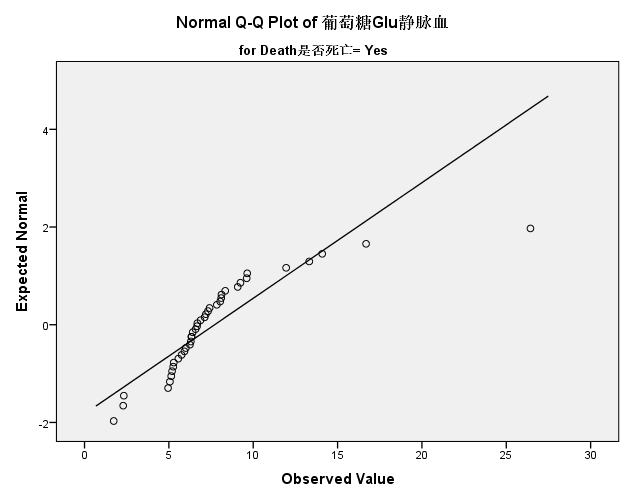 Normal Q-Q Plot of 葡萄糖Glu静脉血
for Death是否死亡= Yes
Expected Normal
4
2
0
-2
0 5 10 15 20 25 30
Observed Value